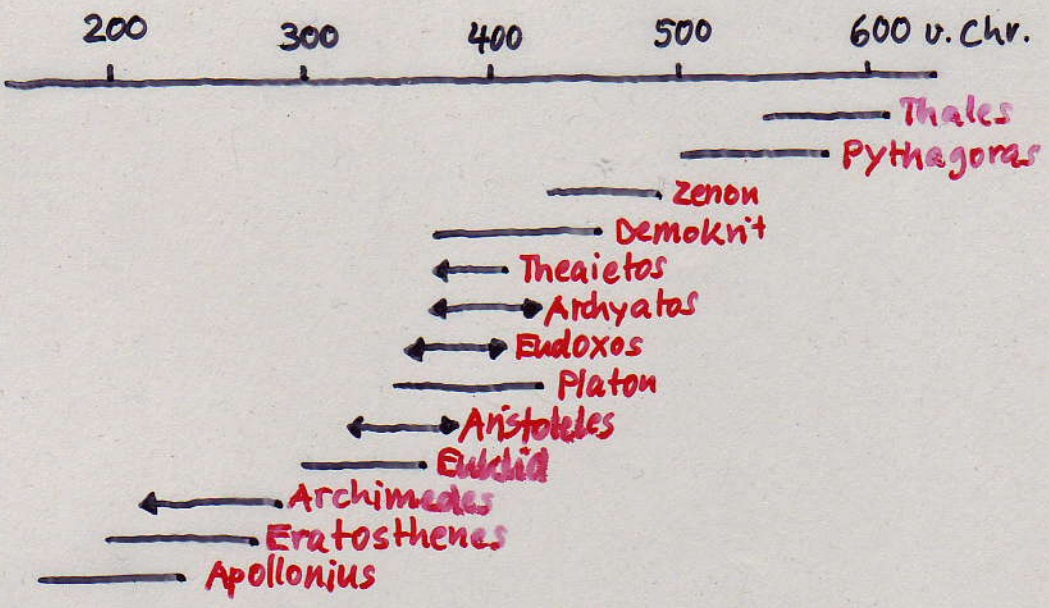 200 300 400 500 600 v. Chr.
Thales
Pythagoras
Zenon
Demokrit
Theaietos
Archyatos
Eudoxos
Platon
Aristoteles
Euklid
Archimedes
Eratosthenes
Apollonius